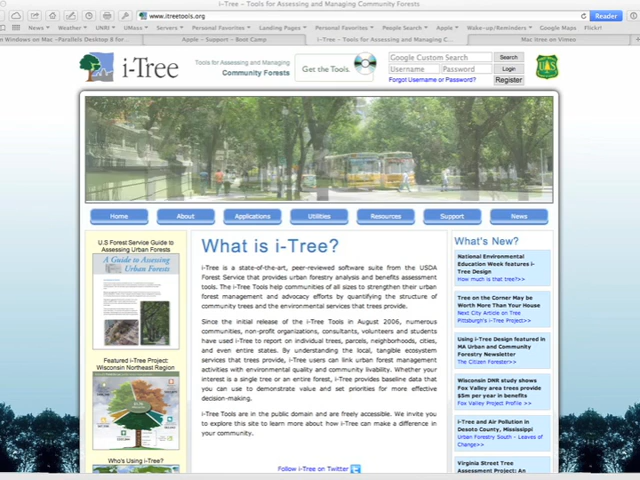 i-Tree – Tools for Assessing and Managing Community Forests
www.itreetools.org
Reader
News Weather UNRI UMass Servers Personal Favorites Landing Pages Personal Favorites People Search Apple Wake-up/Reminders Google Maps Flickr!
n Windows on Mac –Parallels Desktop 8 for
Apple – Support – Boot Camp
i-Tree – Tools for Assessing and Managing C...
Mac itree on Vimeo
i-Tree
Tools for Assessing and Managing
Community Forests
Get the Tools.
Google Custom Search
Search
Username
Password
Login
Forgot Username or Password?
Register
Home
About
Applications
Utilities
Resources
Support
News
U.S Forest Service Guide to
Assessing Urban Forests
A Guide to Assessing
Urban Forests
Featured i-Tree Project:
Wisconsin Northeast Region
Who's Using i-Tree?
What is i-Tree?
i-Tree is a state-of-the-art, peer-reviewed software suite from the USDA
Forest Service that provides urban forestry analysis and benefits assessment
tools. The i-Tree Tools help communities of all sizes to strengthen their urban
forest management and advocacy efforts by quantifying the structure of
community trees and the environmental services that trees provide.
Since the initial release of the i-Tree Tools in August 2006, numerous
communities, non-profit organizations, consultants, volunteers and students
have used i-Tree to report on individual trees, parcels, neighborhoods, cities,
and even entire states. By understanding the local, tangible ecosystem
services that trees provide, i-Tree users can link urban forest management
activities with environmental quality and community livability. Whether your
interest is a single tree or an entire forest, i-Tree provides baseline data that
you can use to demonstrate value and set priorities for more effective
decision-making.
i-Tree Tools are in the public domain and are freely accessible. We invite you
to explore this site to learn more about how i-Tree can make a difference in
your community.
Follow i-Tree on Twitter
What's New?
National Environmental
Education Week features i-
Tree Design
How much is that tree?>>
Tree on the Corner May be
Worth More Than Your House
Next City Article on Tree
Pittsburgh's i-Tree Project>>
Using i-Tree Design featured in
MA Urban and Community
Forestry Newsletter
The Citizen Forester>>
Wisconsin DNR study shows
Fox Valley area trees provide
$5m per year in benefits
Fox Valley Project Profile >>
i-Tree and Air Pollution in
Desoto County, Mississippi
Urban Forestry South - Leaves of
Change>>
Virginia Street Tree
Assessment Project: An